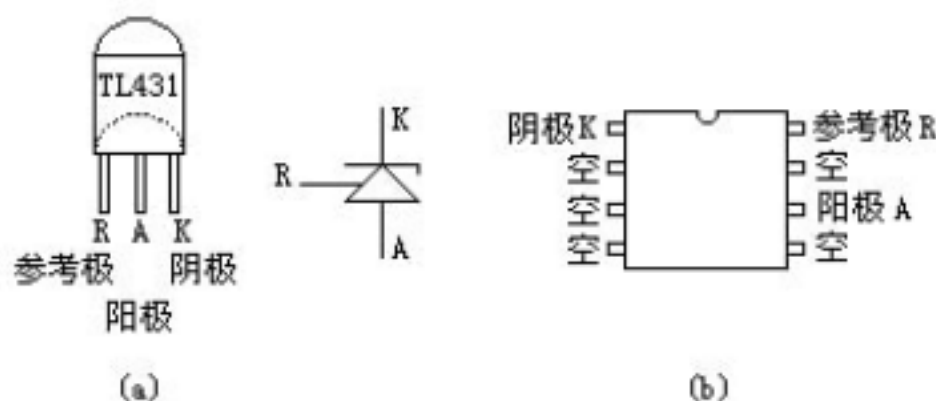 TL431
R A K
参考极 阴极
阳极
K
R
A
阴极K 参考极R
空 空
空 阳极A
空 空
(a) (b)